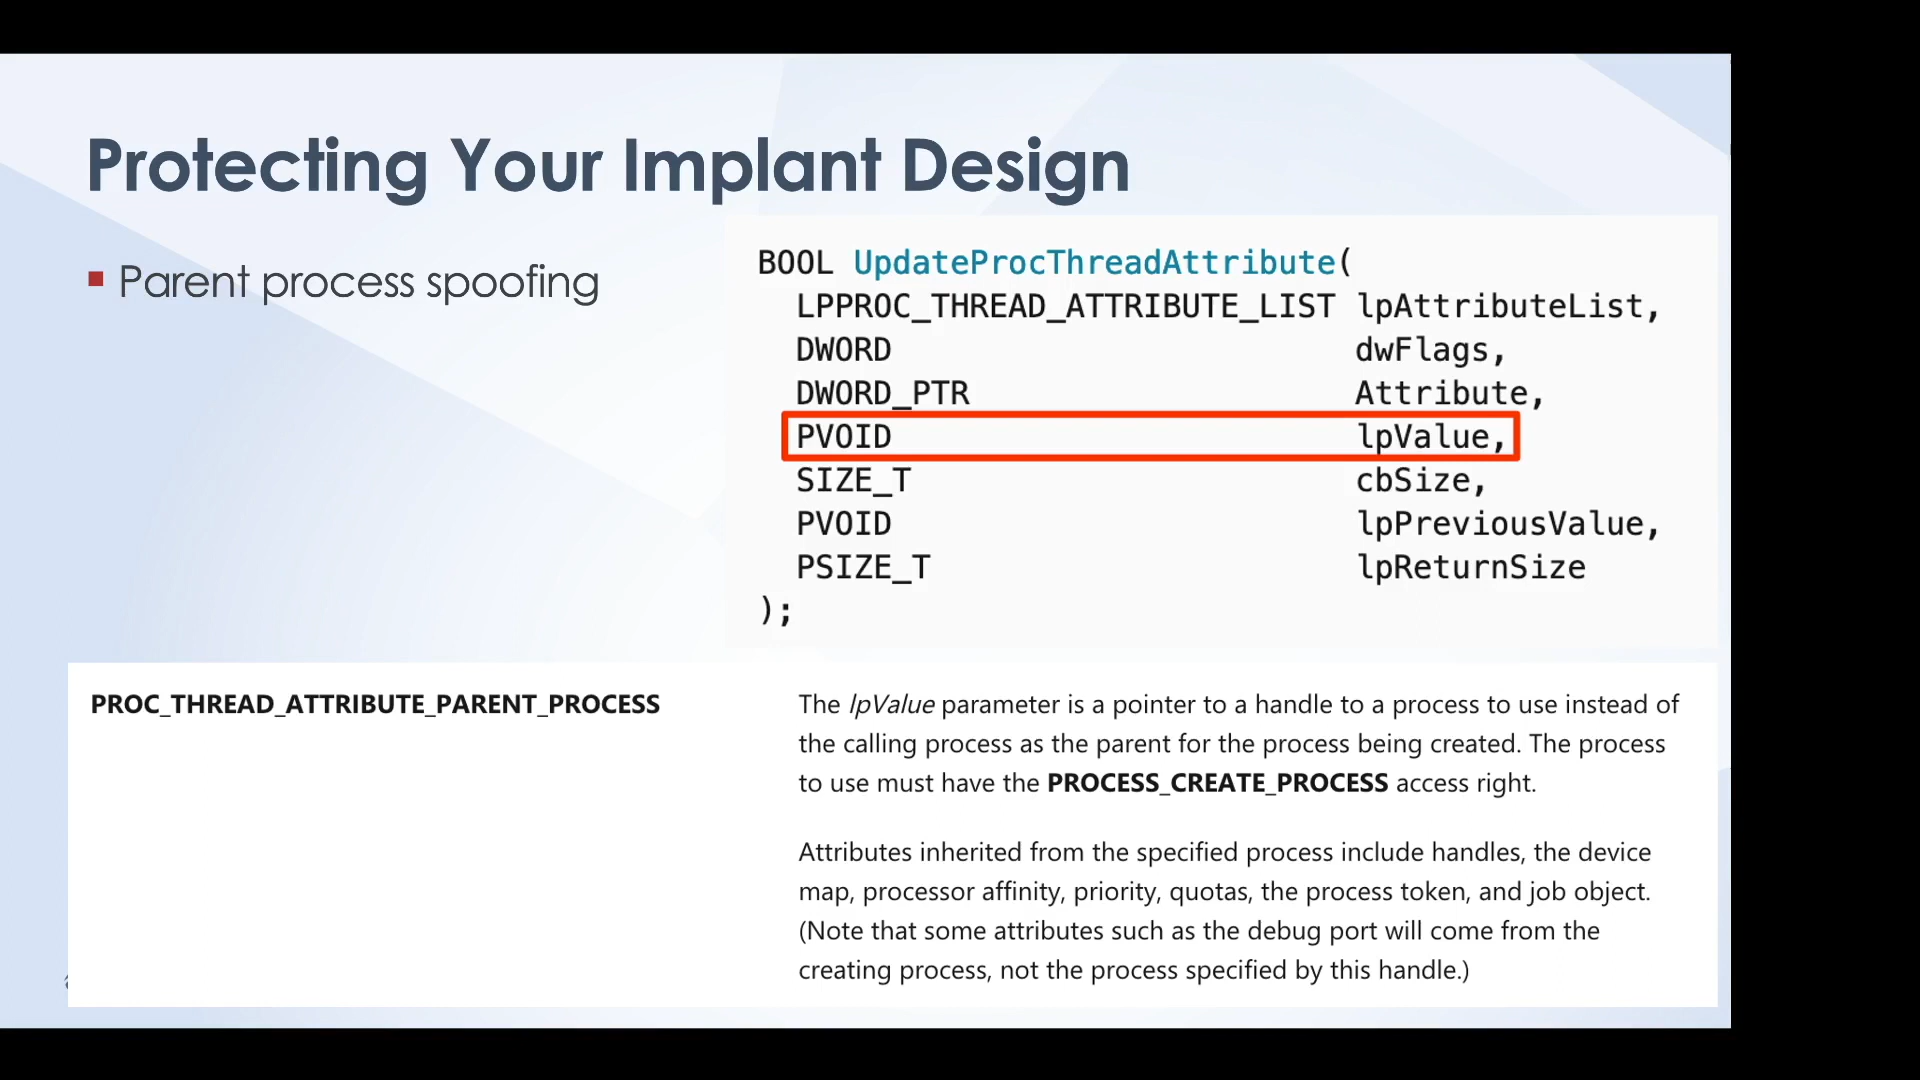 Protecting Your Implant Design
Parent process spoofing
BOOL UpdateProcThreadAttribute(
LPPROC_THREAD_ATTRIBUTE_LIST lpAttributeList,
DWORD dwFlags,
DWORD_PTR Attribute,
PVOID lpValue,
SIZE_T cbSize,
PVOID lpPreviousValue,
PSIZE_T lpReturnSize
);
PROC_THREAD_ATTRIBUTE_PARENT_PROCESS
The lpValue parameter is a pointer to a handle to a process to use instead of
the calling process as the parent for the process being created. The process
to use must have the PROCESS_CREATE_PROCESS access right.
Attributes inherited from the specified process include handles, the device
map, processor affinity, priority, quotas, the process token, and job object.
(Note that some attributes such as the debug port will come from the
creating process, not the process specified by this handle.)